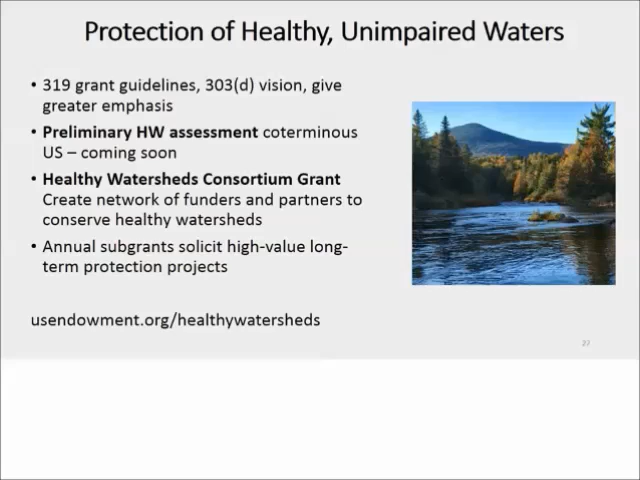 Protection of Healthy, Unimpaired Waters
• 319 grant guidelines, 303(d) vision, give
greater emphasis
• Preliminary HW assessment coterminous
US – coming soon
• Healthy Watersheds Consortium Grant
Create network of funders and partners to
conserve healthy watersheds
• Annual subgrants solicit high-value long-
term protection projects
usendowment.org/healthywatersheds
27